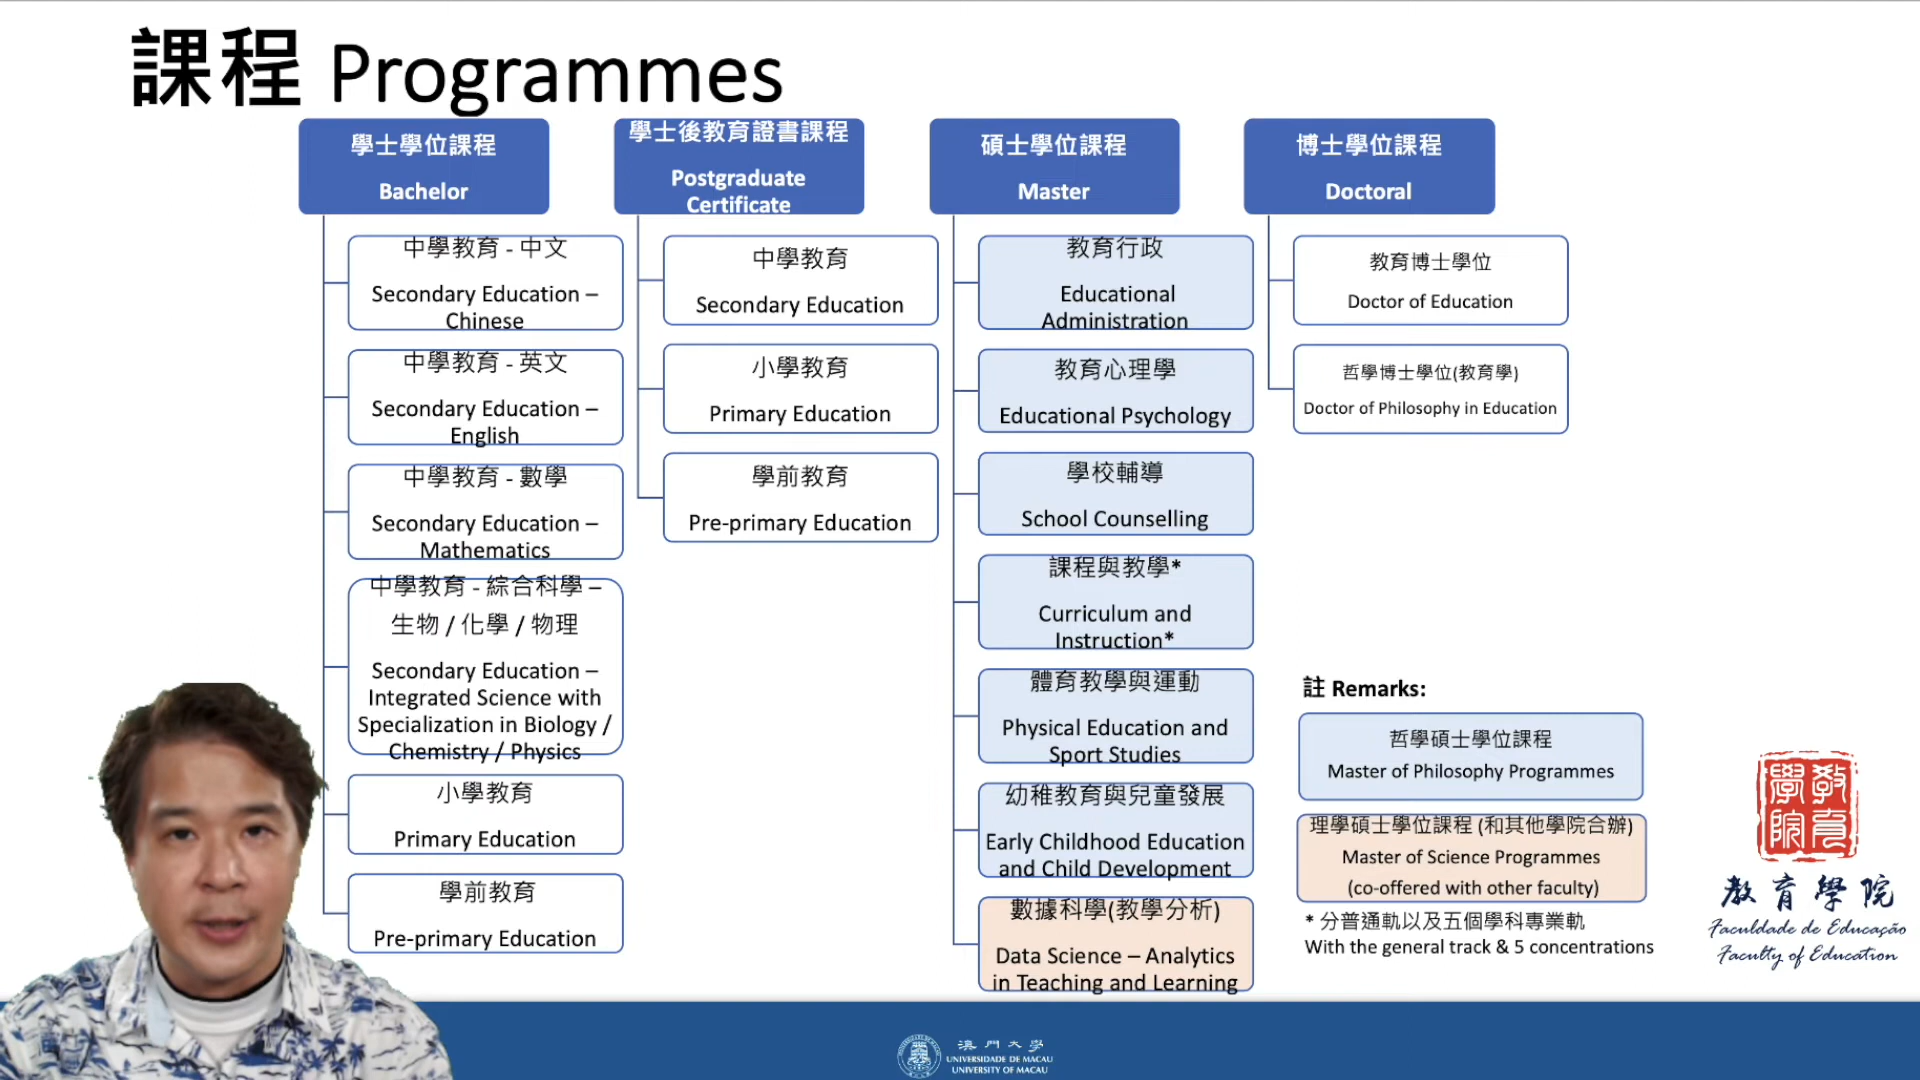 課程 Programmes
學士學位課程
Bachelor
中學教育 - 中文
Secondary Education –
Chinese
中學教育 - 英文
Secondary Education –
English
中學教育 - 數學
Secondary Education –
Mathematics
中學教育 - 綜合科學 –
生物 / 化學 / 物理
Secondary Education –
Integrated Science with
Specialization in Biology /
Chemistry / Physics
小學教育
Primary Education
學前教育
Pre-primary Education
學士後教育證書課程
Postgraduate
Certificate
中學教育
Secondary Education
小學教育
Primary Education
學前教育
Pre-primary Education
碩士學位課程
Master
教育行政
Educational
Administration
教育心理學
Educational Psychology
學校輔導
School Counselling
課程與教學*
Curriculum and
Instruction*
體育教學與運動
Physical Education and
Sport Studies
幼稚教育與兒童發展
Early Childhood Education
and Child Development
數據科學(教學分析)
Data Science – Analytics
in Teaching and Learning
博士學位課程
Doctoral
教育博士學位
Doctor of Education
哲學博士學位(教育學)
Doctor of Philosophy in Education
註 Remarks:
哲學碩士學位課程
Master of Philosophy Programmes
理學碩士學位課程 (和其他學院合辦)
Master of Science Programmes
(co-offered with other faculty)
* 分普通軌以及五個學科專業軌
With the general track & 5 concentrations
教育學院
教育學院
Faculdade de Educação
Faculty of Education
澳門大學
UNIVERSIDADE DE MACAU
UNIVERSITY OF MACAU